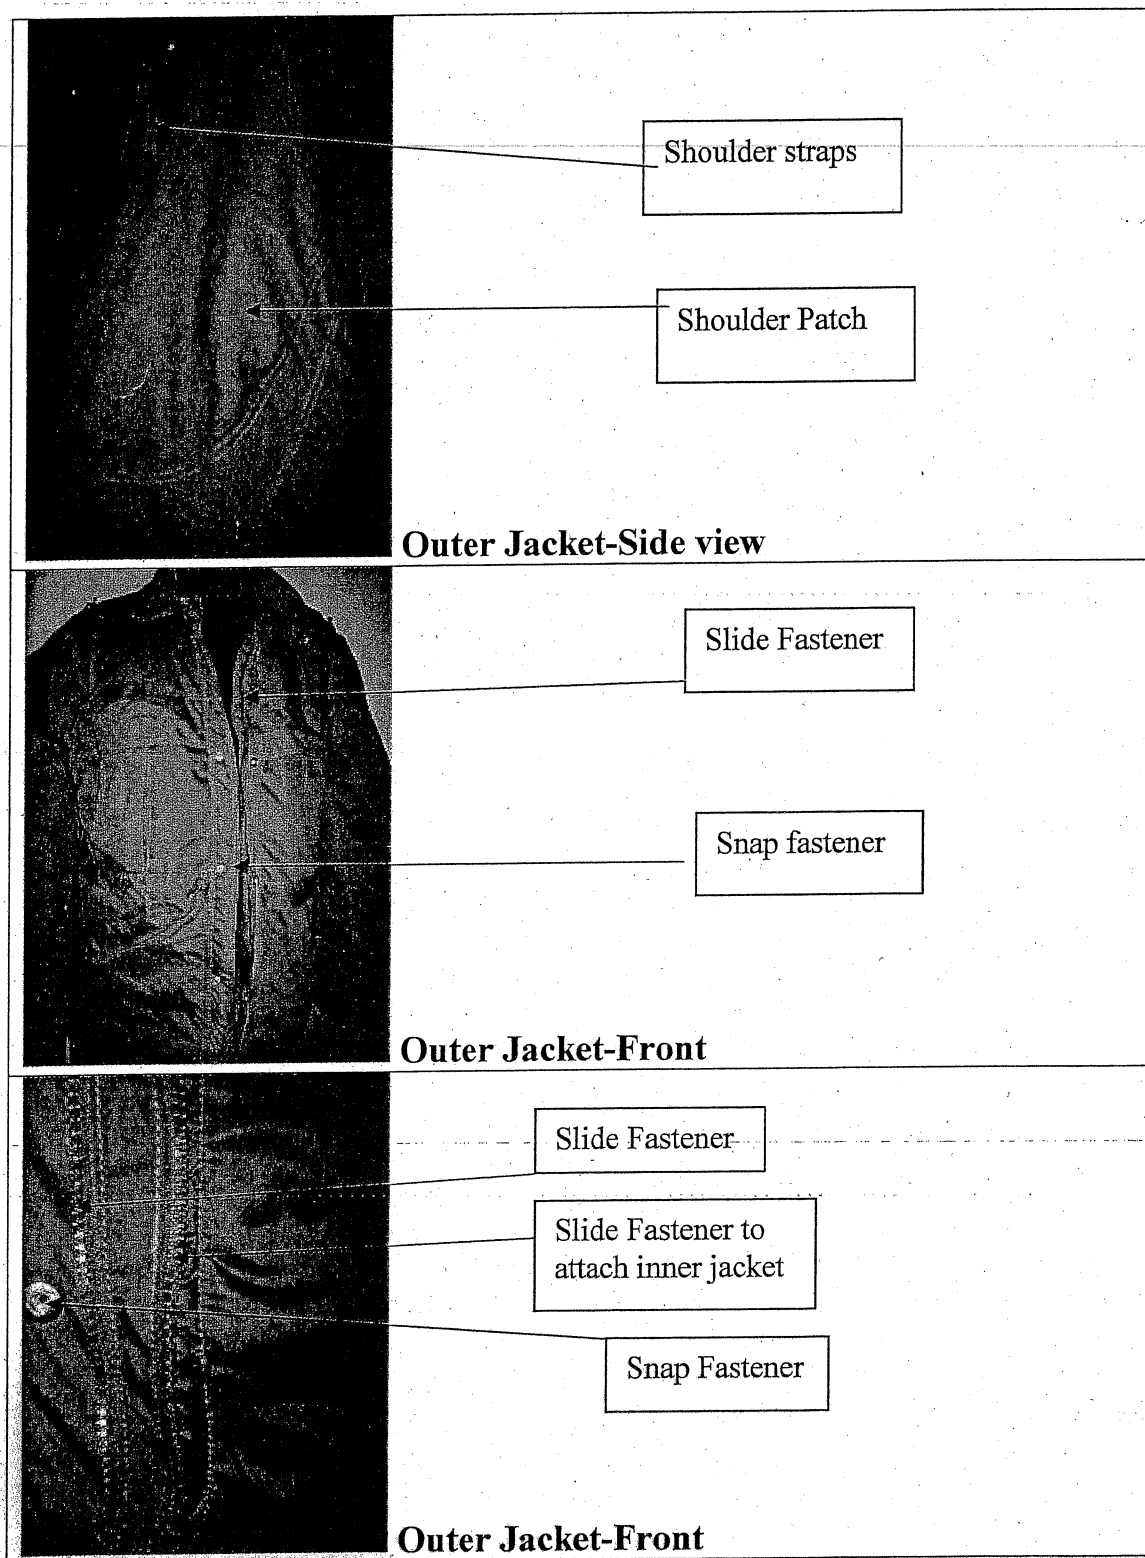 Shoulder straps
Shoulder Patch
Outer Jacket-Side view
Slide Fastener
Snap fastener
Outer Jacket-Front
Slide Fastener
Slide Fastener to
attach inner jacket
Snap Fastener
Outer Jacket-Front